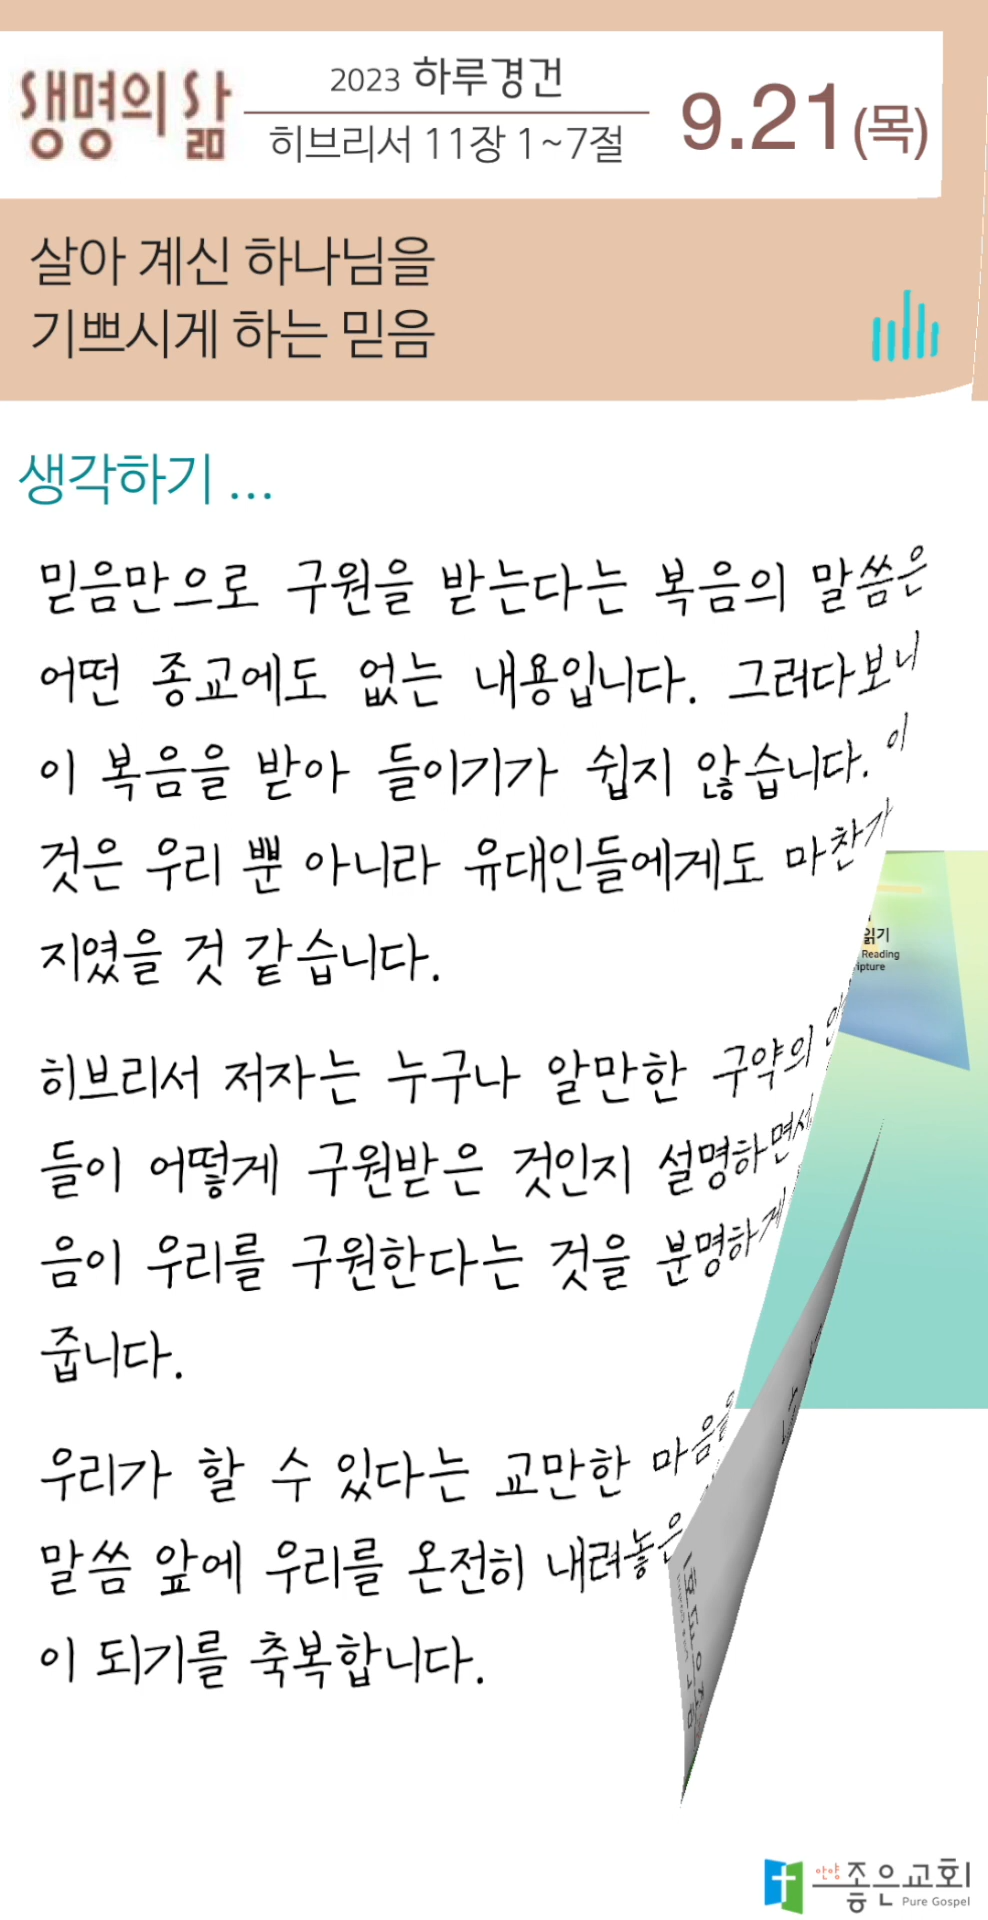 생명의 삶
2023 하루경건
히브리서 11장 1~7절
9.21(목)
살아 계신 하나님을
기쁘시게 하는 믿음
생각하기 ...
믿음만으로 구원을 받는다는 복음의 말씀은
어떤 종교에도 없는 내용입니다. 그러다보니
이 복음을 받아 들이기가 쉽지 않습니다. 이
것은 우리 뿐 아니라 유대인들에게도 마찬가
지였을 것 같습니다.
읽기
Reading
히브리서 저자는 누구나 알만한 구약의
들이 어떻게 구원받은 것인지 설명하면서
음이 우리를 구원한다는 것을 분명하게
줍니다.
우리가 할 수 있다는 교만한 마음을
말씀 앞에 우리를 온전히 내려놓은
이 되기를 축복합니다.
안양 좋은교회
Pure Gospel